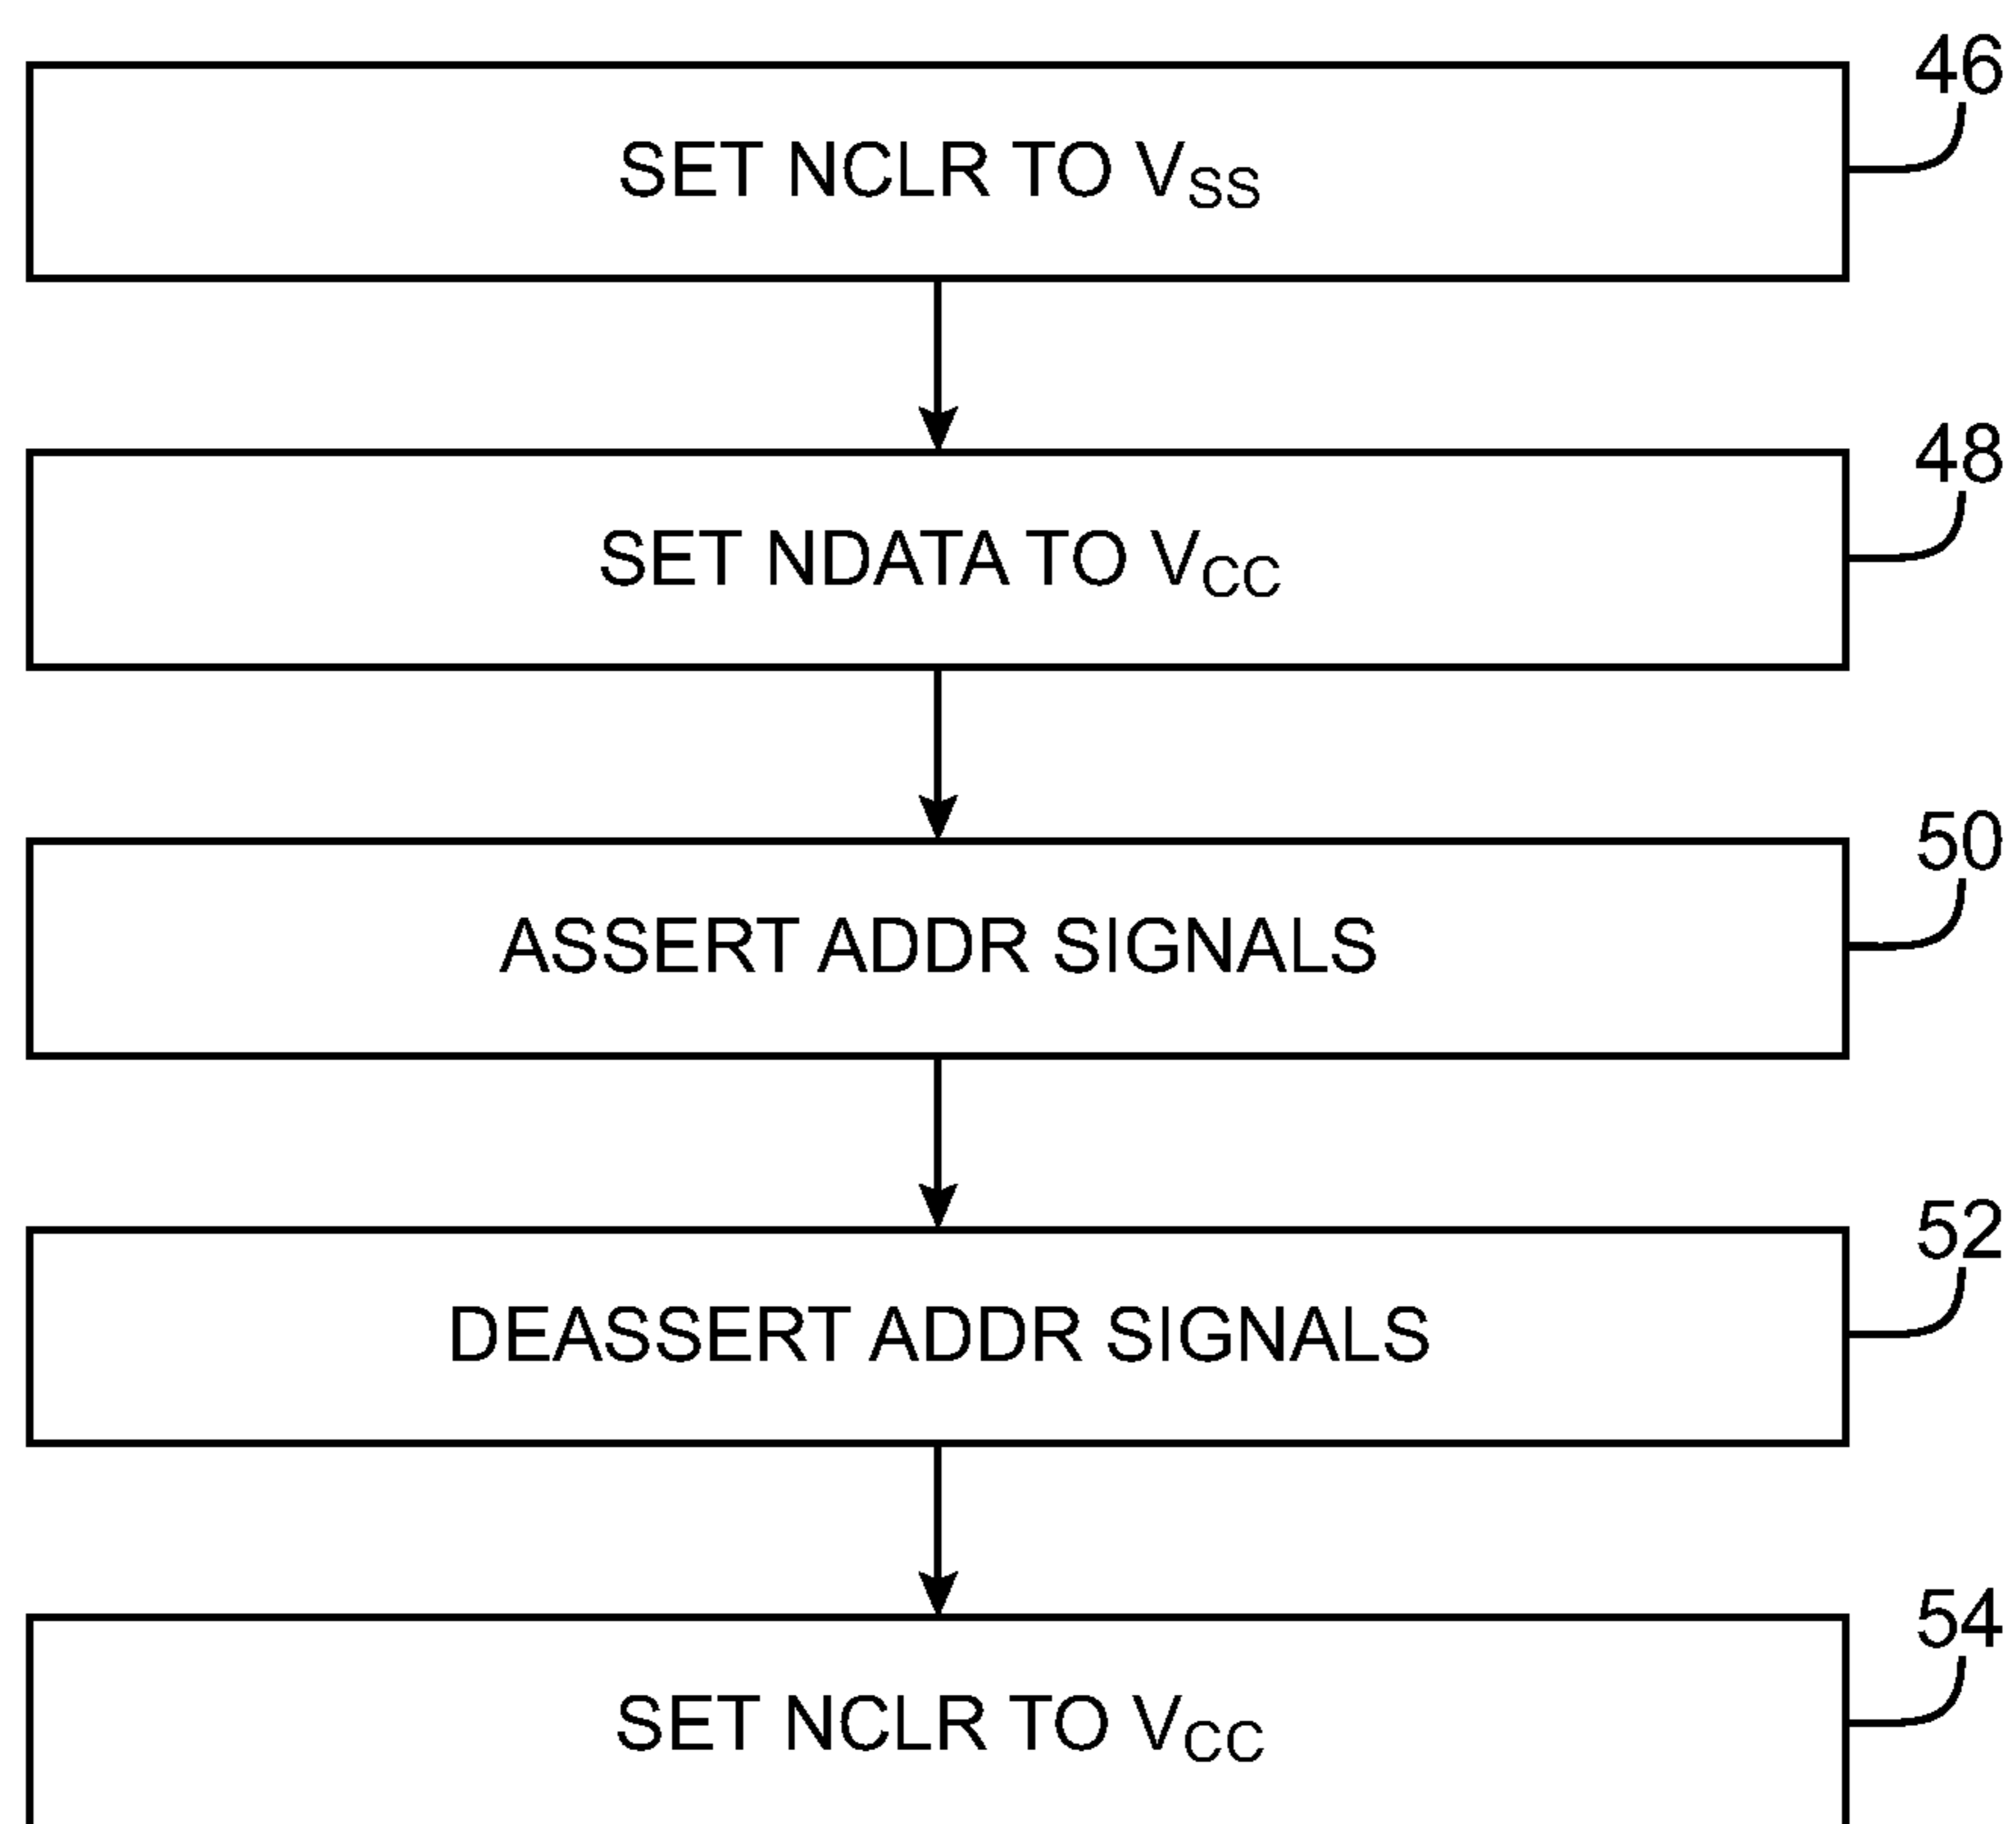 46
SET NCLR TO VSS
48
SET NDATA TO VCC
50
ASSERT ADDR SIGNALS
52
DEASSERT ADDR SIGNALS
54
SET NCLR TO VCC